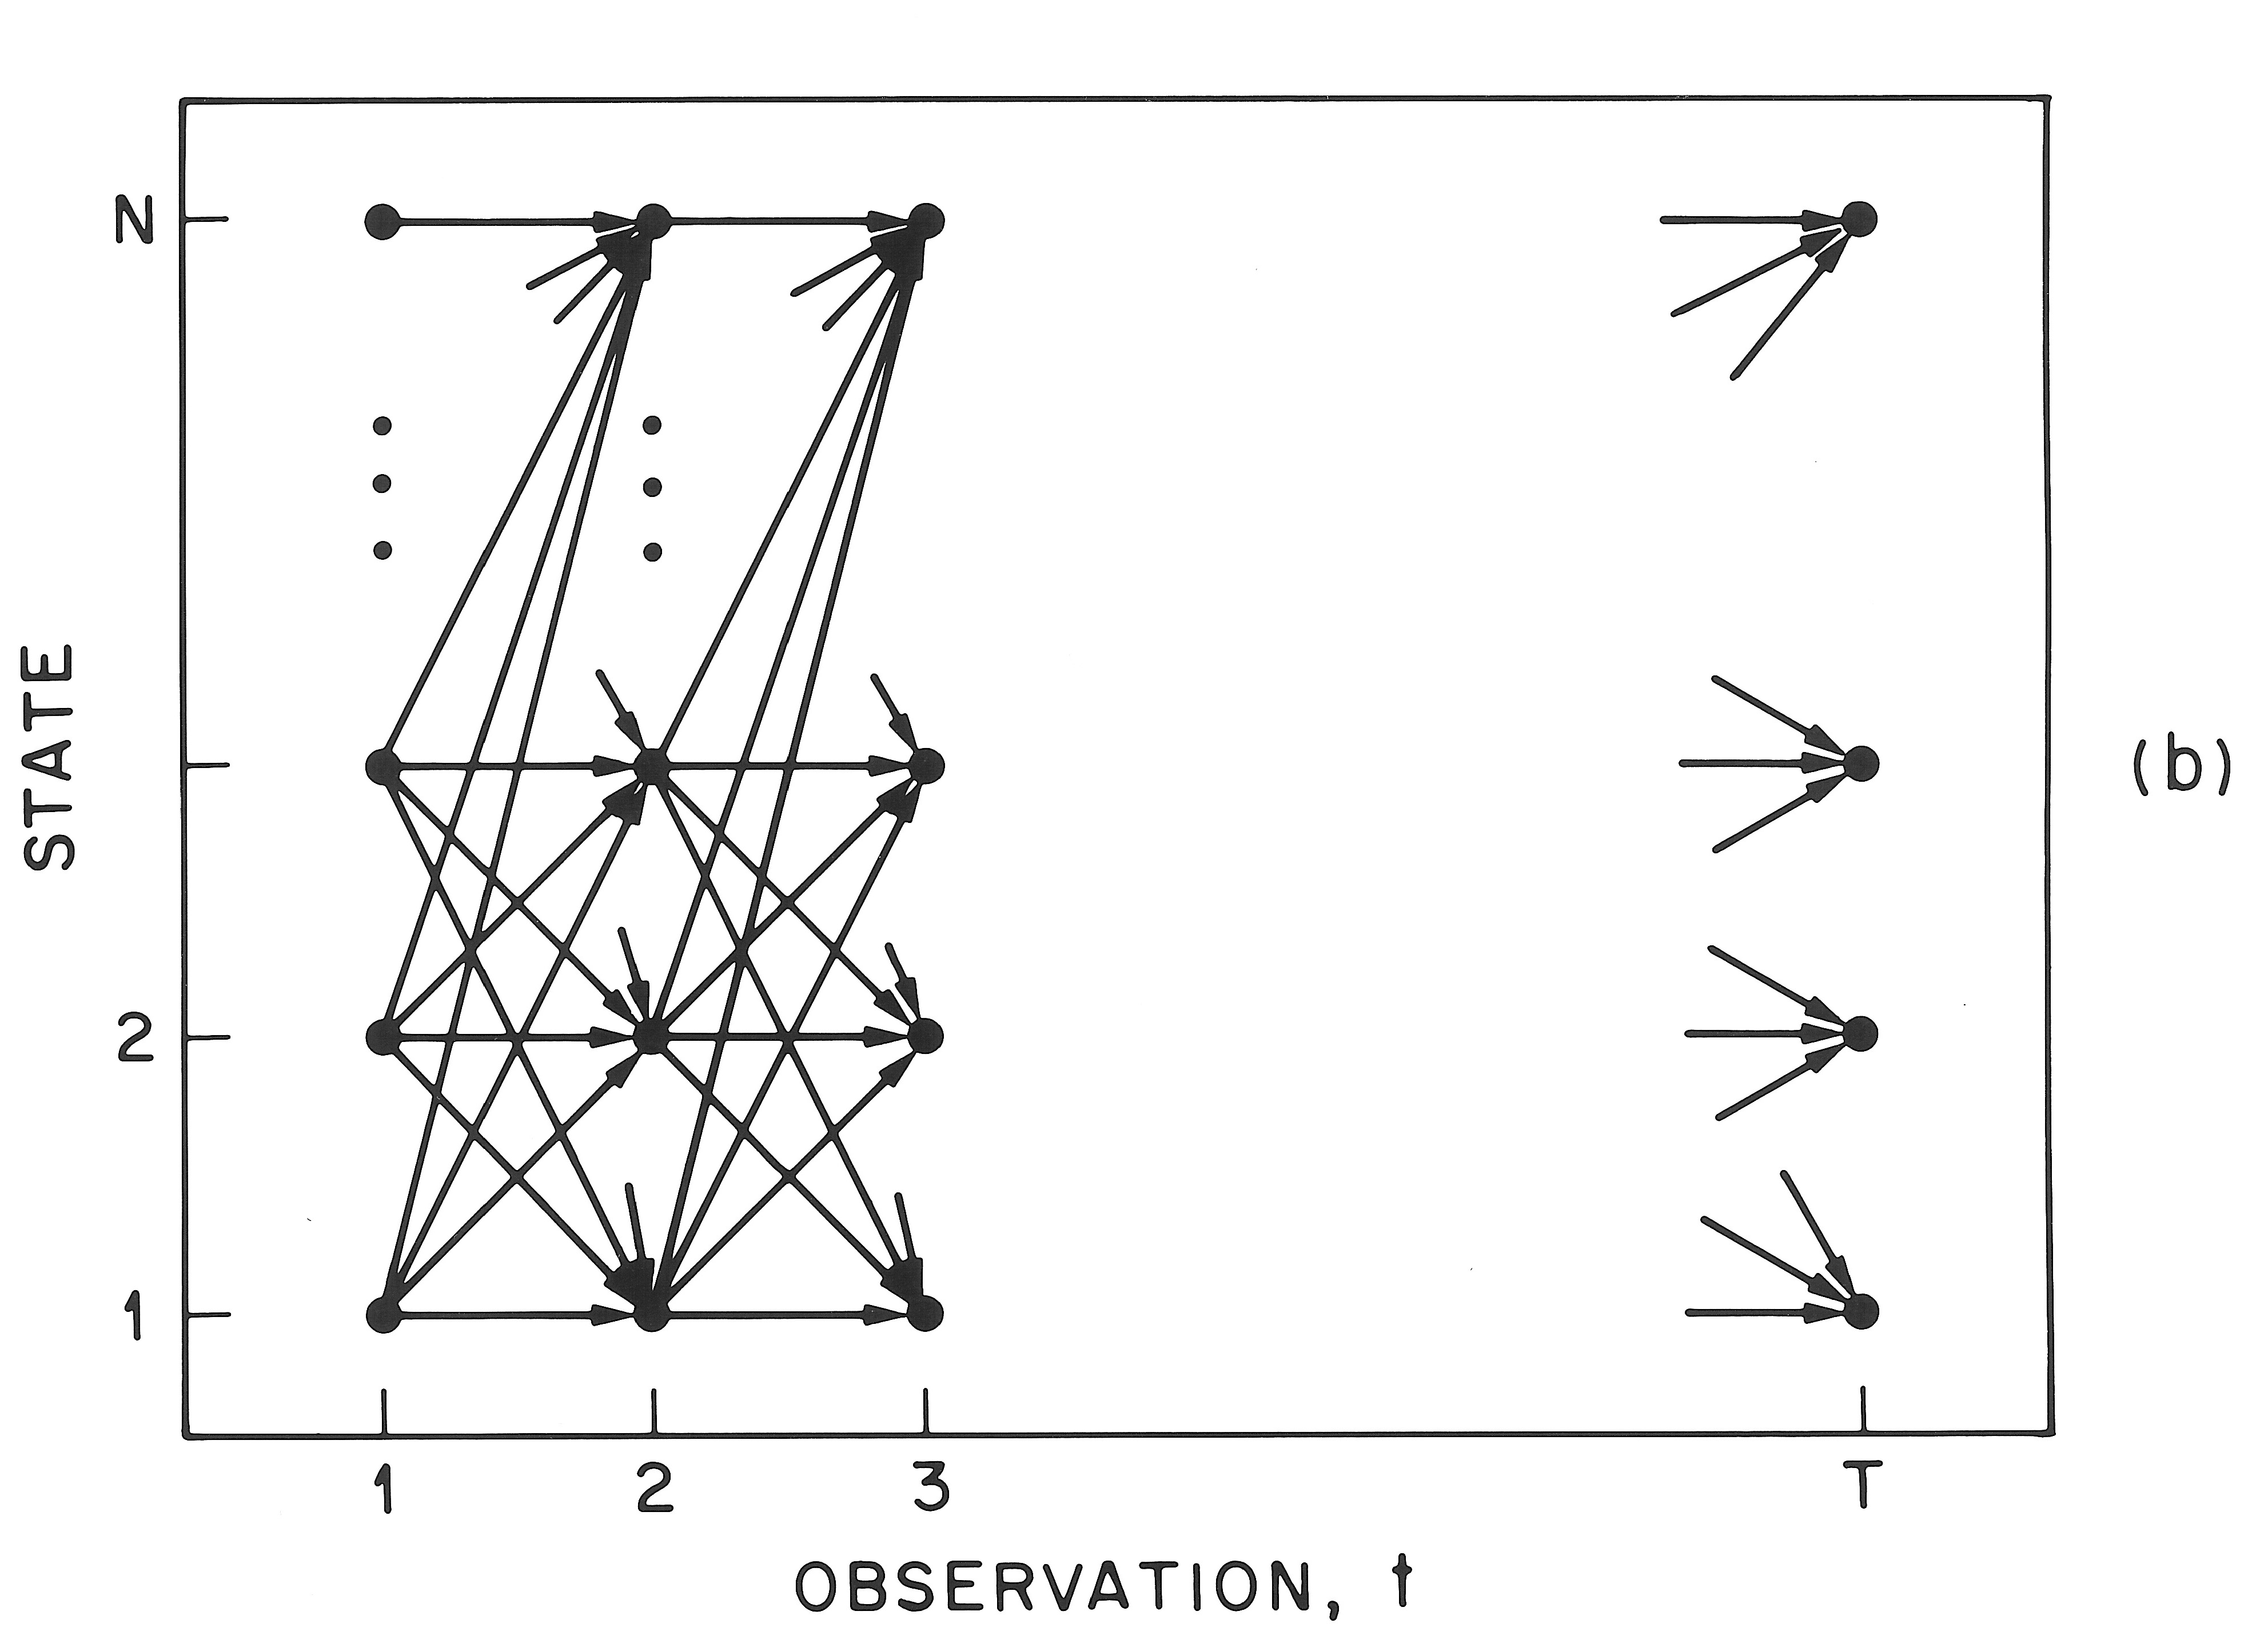 N
STATE
(b)
2
1
1 2 3 T
OBSERVATION, t